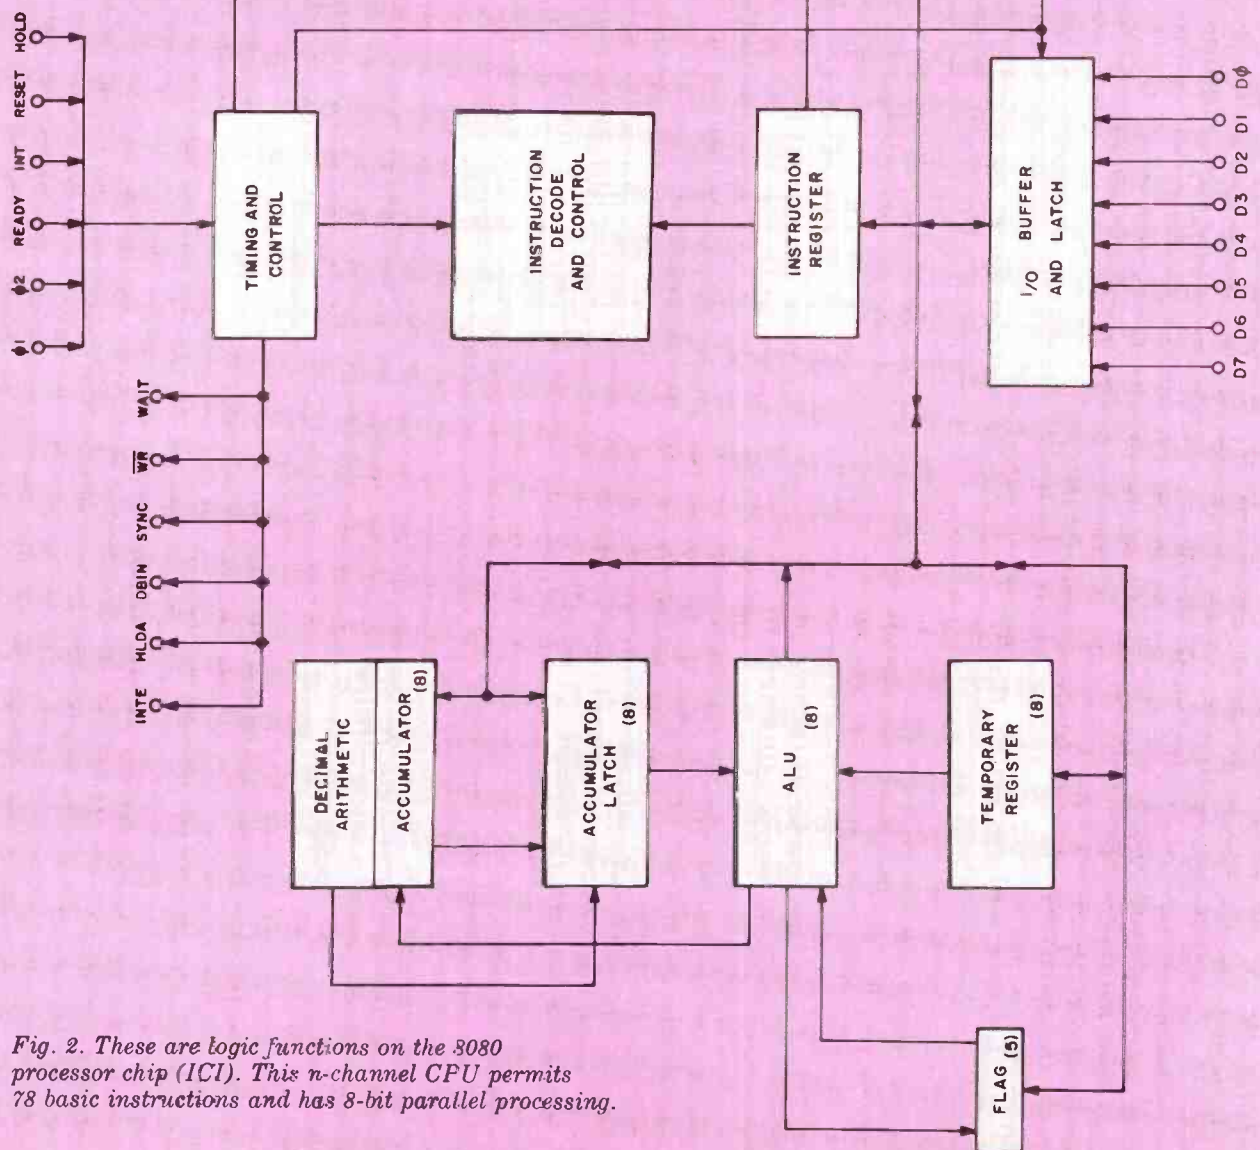 HOLD
RESET
INT
READY
ϕ2
ϕ1
TIMING AND
CONTROL
INSTRUCTION
DECODE
AND CONTROL
INSTRUCTION
REGISTER
I/O BUFFER
AND LATCH
Dϕ
D1
D2
D3
D4
D5
D6
D7
WAIT
W̅R̅
SYNC
DBIN
HLDA
INTE
DECIMAL
ARITHMETIC
ACCUMULATOR
(8)
ACCUMULATOR
LATCH
(8)
ALU
(8)
TEMPORARY
REGISTER
(8)
FLAG (5)
Fig. 2. These are logic functions on the 8080
processor chip (IC1). This n-channel CPU permits
78 basic instructions and has 8-bit parallel processing.